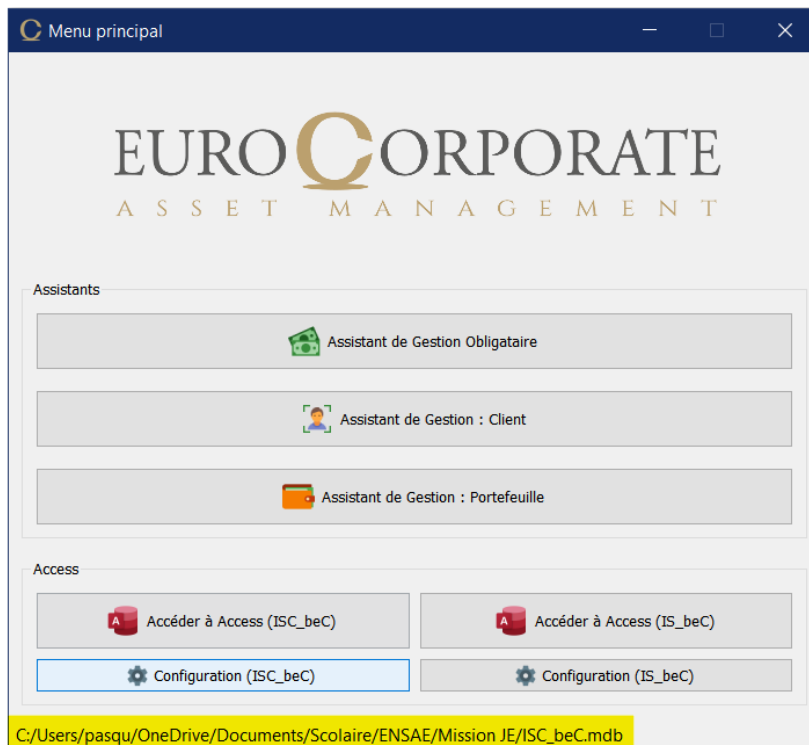 Menu principal
EURO CORPORATE
ASSET MANAGEMENT
Assistants
Assistant de Gestion Obligataire
Assistant de Gestion : Client
Assistant de Gestion : Portefeuille
Access
Accéder à Access (ISC_beC)
Accéder à Access (IS_beC)
Configuration (ISC_beC)
Configuration (IS_beC)
C:/Users/pasqu/OneDrive/Documents/Scolaire/ENSAE/Mission JE/ISC_beC.mdb